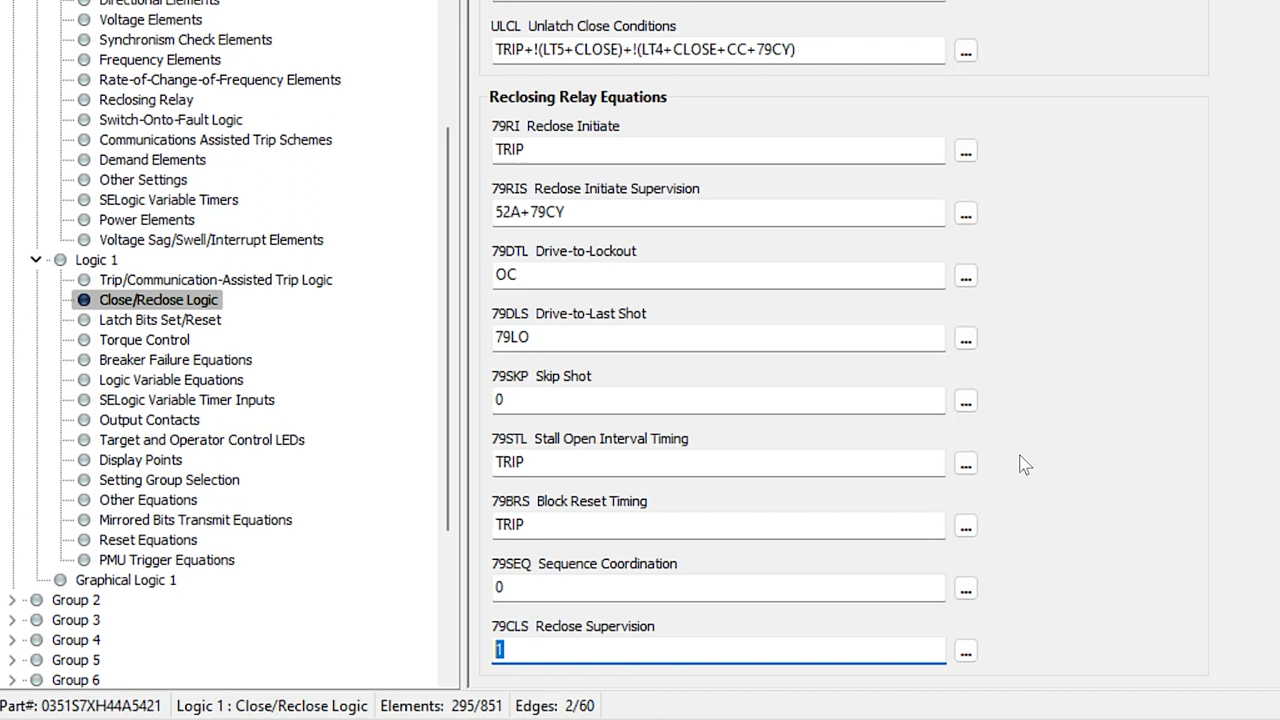 Directional Elements
Voltage Elements
Synchronism Check Elements
Frequency Elements
Rate-of-Change-of-Frequency Elements
Reclosing Relay
Switch-Onto-Fault Logic
Communications Assisted Trip Schemes
Demand Elements
Other Settings
SELogic Variable Timers
Power Elements
Voltage Sag/Swell/Interrupt Elements
Logic 1
Trip/Communication-Assisted Trip Logic
Close/Reclose Logic
Latch Bits Set/Reset
Torque Control
Breaker Failure Equations
Logic Variable Equations
SELogic Variable Timer Inputs
Output Contacts
Target and Operator Control LEDs
Display Points
Setting Group Selection
Other Equations
Mirrored Bits Transmit Equations
Reset Equations
PMU Trigger Equations
Graphical Logic 1
Group 2
Group 3
Group 4
Group 5
Group 6
ULCL Unlatch Close Conditions
TRIP+!(LT5+CLOSE)+!(LT4+CLOSE+CC+79CY)
...
Reclosing Relay Equations
79RI Reclose Initiate
TRIP
...
79RIS Reclose Initiate Supervision
52A+79CY
...
79DTL Drive-to-Lockout
OC
...
79DLS Drive-to-Last Shot
79LO
...
79SKP Skip Shot
0
...
79STL Stall Open Interval Timing
TRIP
...
79BRS Block Reset Timing
TRIP
...
79SEQ Sequence Coordination
0
...
79CLS Reclose Supervision
1
...
Part#: 0351S7XH44A5421 Logic 1 : Close/Reclose Logic Elements: 295/851 Edges: 2/60